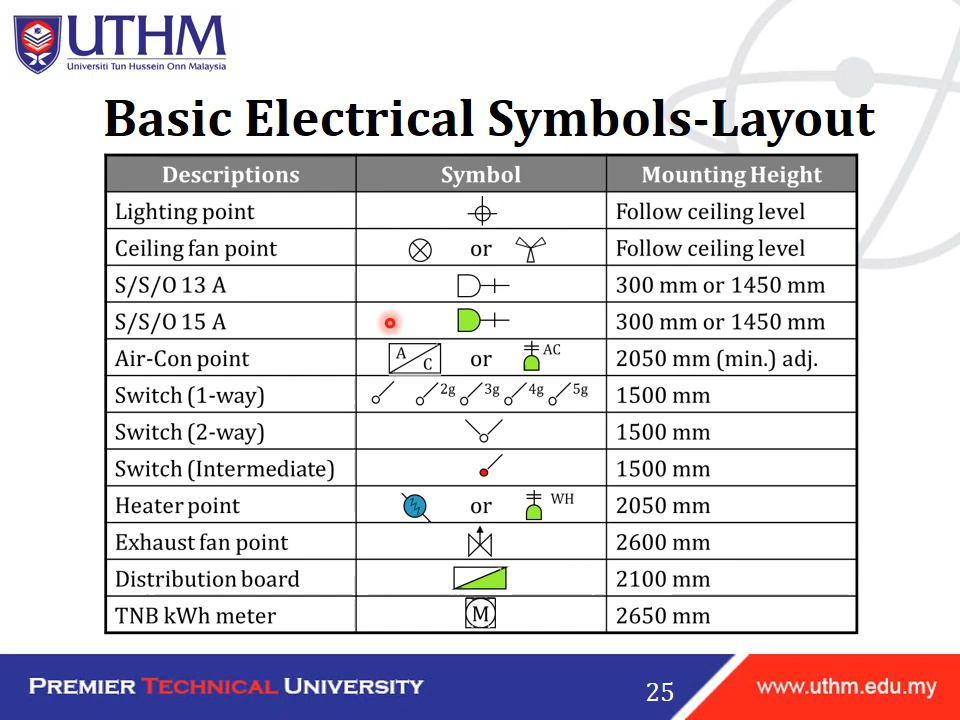 UTHM
Universiti Tun Hussein Onn Malaysia
Basic Electrical Symbols-Layout
Descriptions Symbol Mounting Height
Lighting point Follow ceiling level
Ceiling fan point or Follow ceiling level
S/S/O 13 A 300 mm or 1450 mm
S/S/O 15 A 300 mm or 1450 mm
Air-Con point A C or AC 2050 mm (min.) adj.
Switch (1-way) 2g 3g 4g 5g 1500 mm
Switch (2-way) 1500 mm
Switch (Intermediate) 1500 mm
Heater point or WH 2050 mm
Exhaust fan point 2600 mm
Distribution board 2100 mm
TNB kWh meter M 2650 mm
PREMIER TECHNICAL UNIVERSITY 25 www.uthm.edu.my